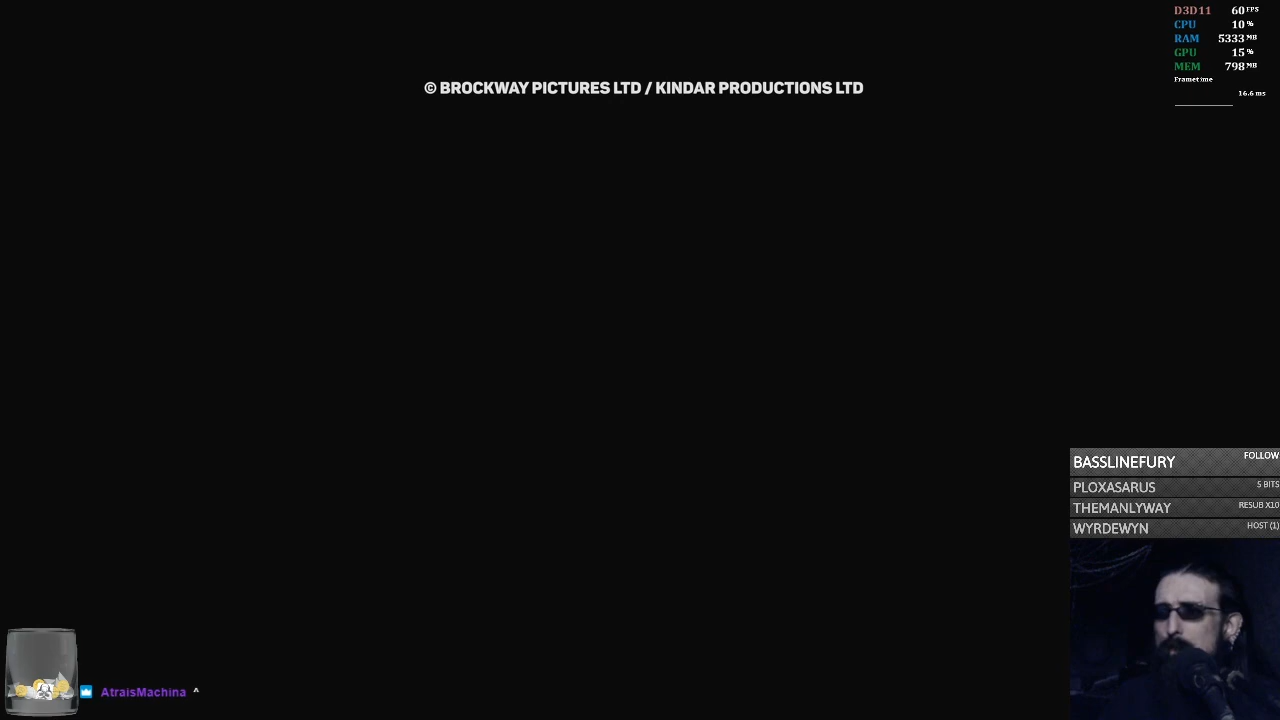 D3D11 60 FPS
CPU 10 %
RAM 5333 MB
GPU 15 %
MEM 798 MB
Frametime
16.6 ms
© BROCKWAY PICTURES LTD / KINDAR PRODUCTIONS LTD
BASSLINEFURY FOLLOW
PLOXASARUS 5 BITS
THEMANLYWAY RESUB X10
WYRDEWYN HOST (1)
AtraisMachina ^